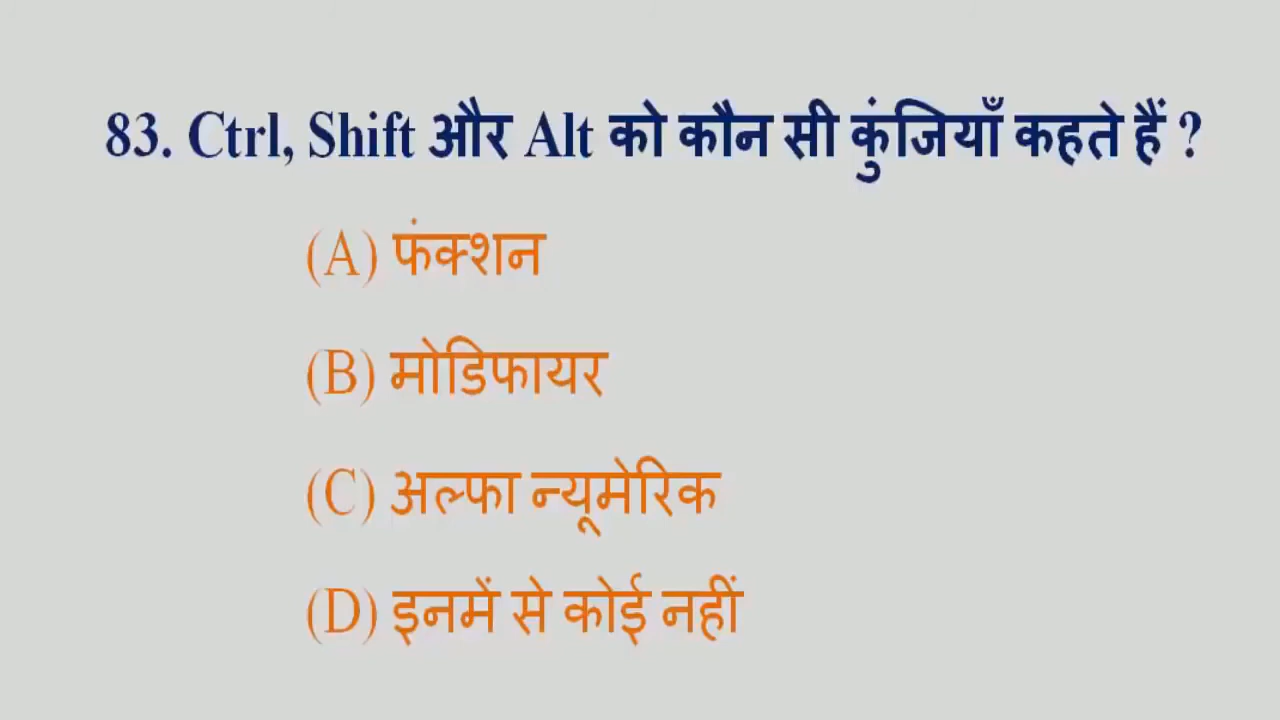 83. Ctrl, Shift और Alt को कौन सी कुंजियाँ कहते हैं ?
(A) फंक्शन
(B) मोडिफायर
(C) अल्फा न्यूमेरिक
(D) इनमें से कोई नहीं